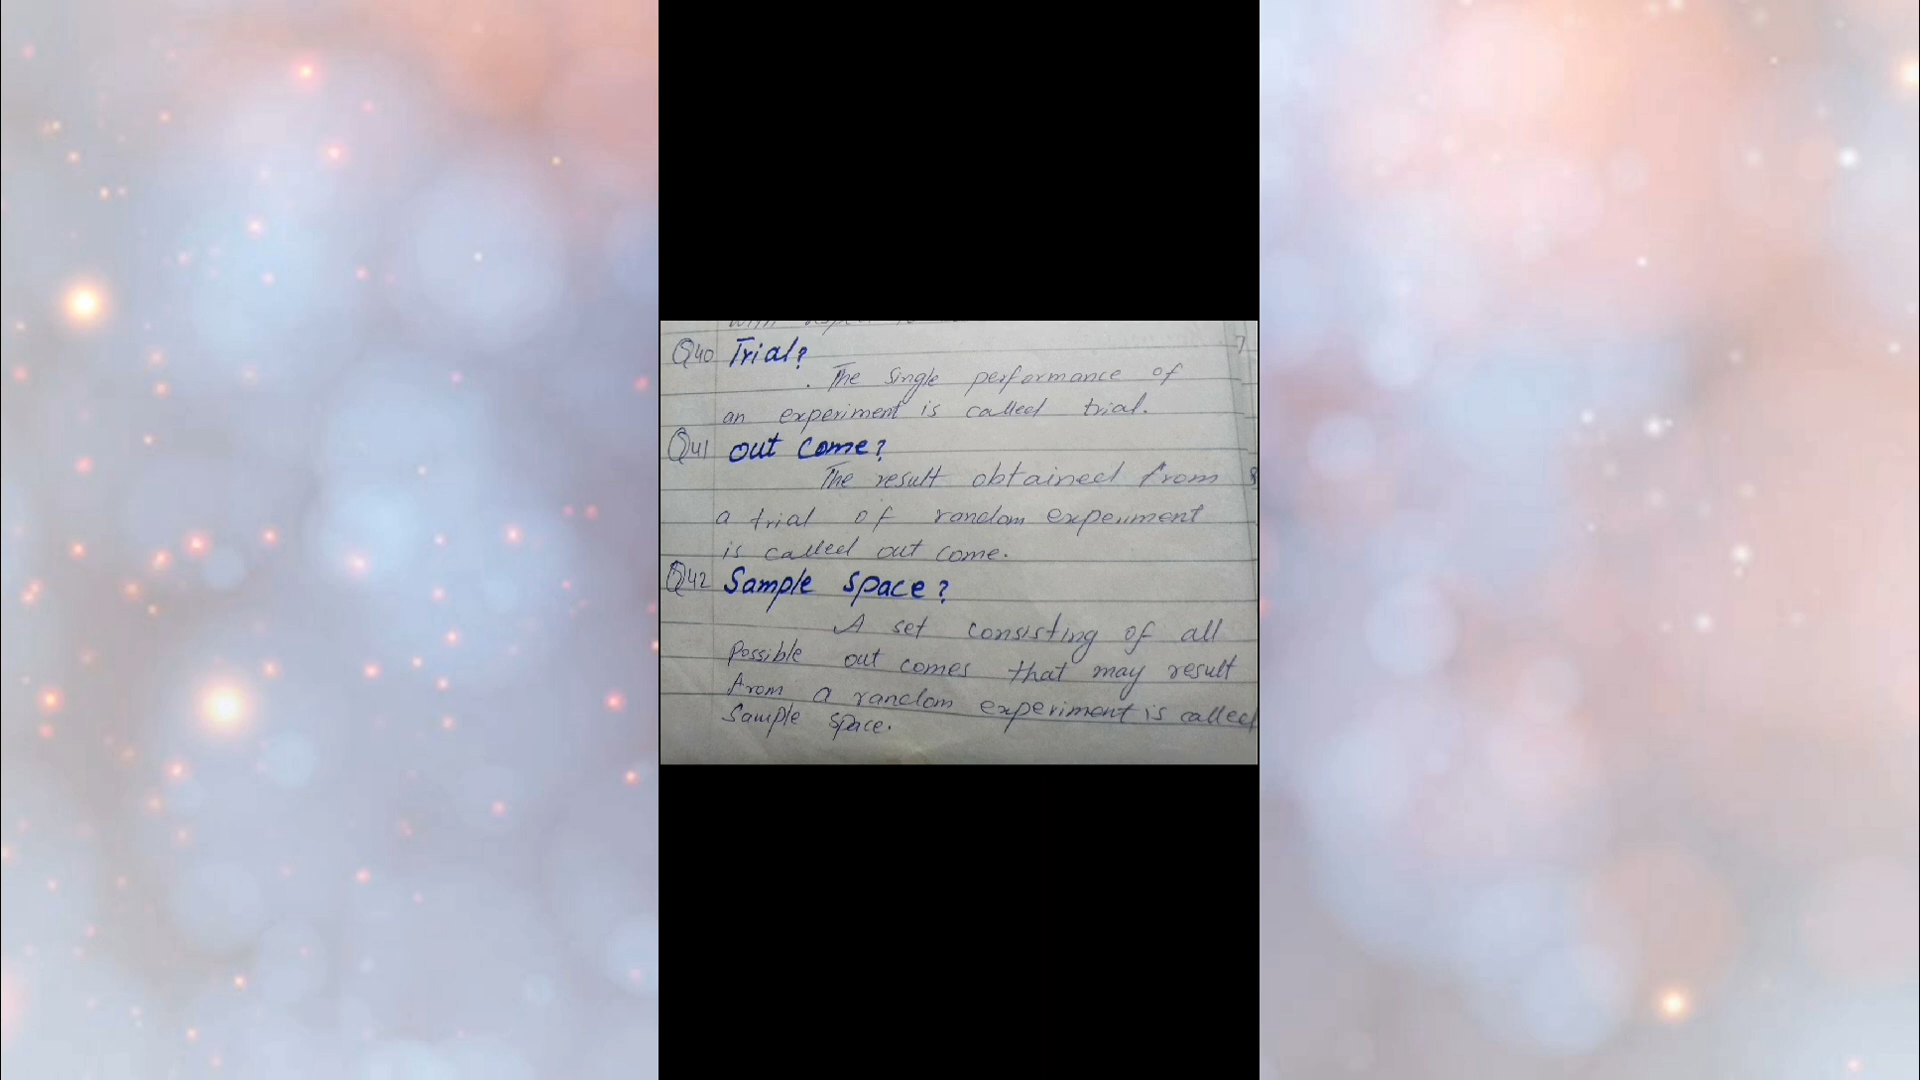 Q40 Trial?
The single performance of
an experiment is called trial.
Q41 out come?
The result obtained from
a trial of random experiment
is called out come.
Q42 Sample space?
A set consisting of all
possible out comes that may result
from a random experiment is called
Sample space.